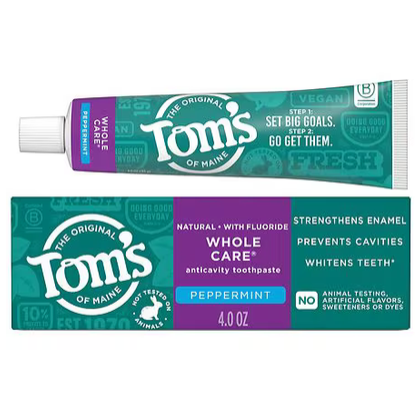 THE ORIGINAL
Tom's
OF MAINE
WHOLE
CARE®
PEPPERMINT
VEGAN
STEP 1:
SET BIG GOALS.
STEP 2:
GO GET THEM.
FRESH
B
THE ORIGINAL
Tom's
OF MAINE
NOT TESTED ON
ANIMALS
10%
EST 1970
NATURAL • WITH FLUORIDE
WHOLE
CARE®
anticavity toothpaste
PEPPERMINT
4.0 OZ
STRENGTHENS ENAMEL
PREVENTS CAVITIES
WHITENS TEETH*
NO
ANIMAL TESTING,
ARTIFICIAL FLAVORS,
SWEETENERS OR DYES